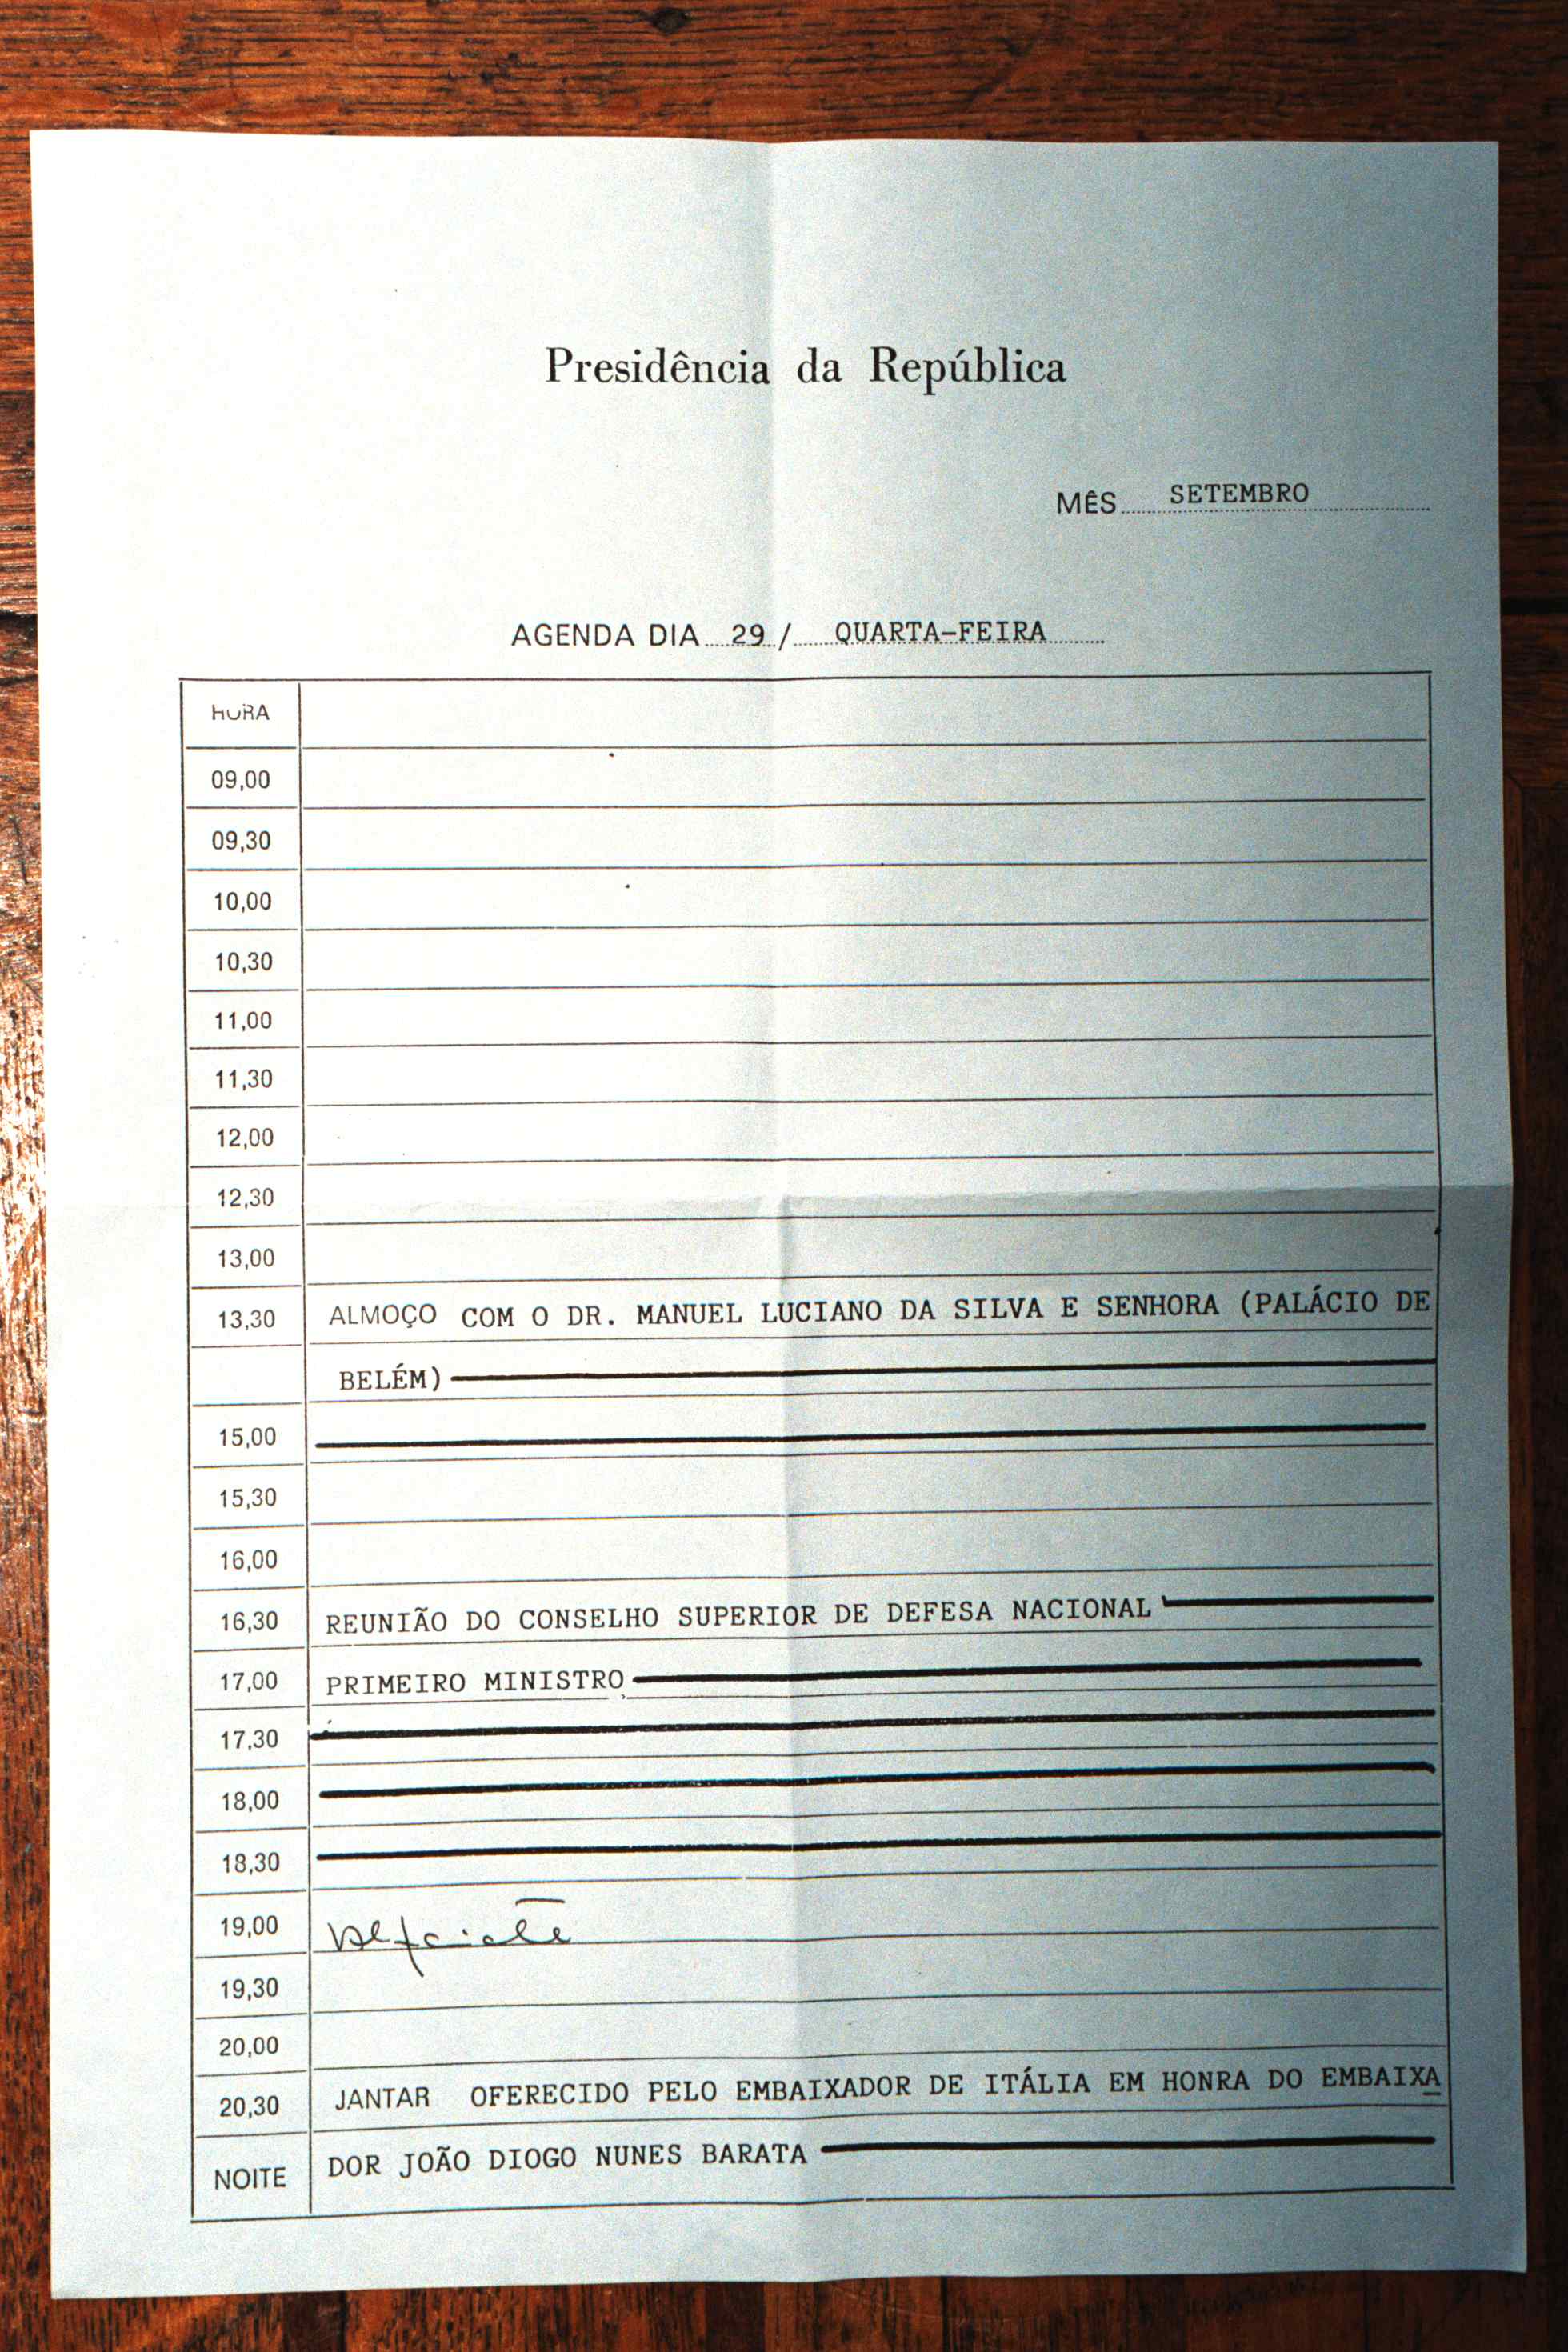 Presidência da República
MÊS SETEMBRO
AGENDA DIA 29 / QUARTA-FEIRA
HORA
09,00
09,30
10,00
10,30
11,00
11,30
12,00
12,30
13,00
13,30 ALMOÇO COM O DR. MANUEL LUCIANO DA SILVA E SENHORA (PALÁCIO DE
BELÉM)
15,00
15,30
16,00
16,30 REUNIÃO DO CONSELHO SUPERIOR DE DEFESA NACIONAL
17,00 PRIMEIRO MINISTRO
17,30
18,00
18,30
19,00
19,30
20,00
20,30 JANTAR OFERECIDO PELO EMBAIXADOR DE ITÁLIA EM HONRA DO EMBAIXA
NOITE DOR JOÃO DIOGO NUNES BARATA